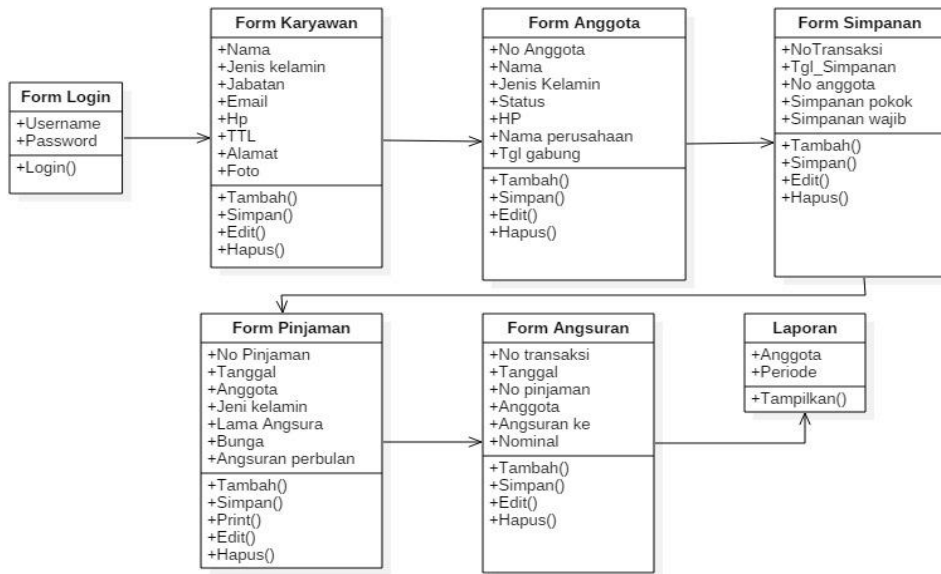 Form Login
+Username
+Password
+Login()
Form Karyawan
+Nama
+Jenis kelamin
+Jabatan
+Email
+Hp
+TTL
+Alamat
+Foto
+Tambah()
+Simpan()
+Edit()
+Hapus()
Form Anggota
+No Anggota
+Nama
+Jenis Kelamin
+Status
+HP
+Nama perusahaan
+Tgl gabung
+Tambah()
+Simpan()
+Edit()
+Hapus()
Form Simpanan
+NoTransaksi
+Tgl_Simpanan
+No anggota
+Simpanan pokok
+Simpanan wajib
+Tambah()
+Simpan()
+Edit()
+Hapus()
Form Pinjaman
+No Pinjaman
+Tanggal
+Anggota
+Jeni kelamin
+Lama Angsura
+Bunga
+Angsuran perbulan
+Tambah()
+Simpan()
+Print()
+Edit()
+Hapus()
Form Angsuran
+No transaksi
+Tanggal
+No pinjaman
+Anggota
+Angsuran ke
+Nominal
+Tambah()
+Simpan()
+Edit()
+Hapus()
Laporan
+Anggota
+Periode
+Tampilkan()